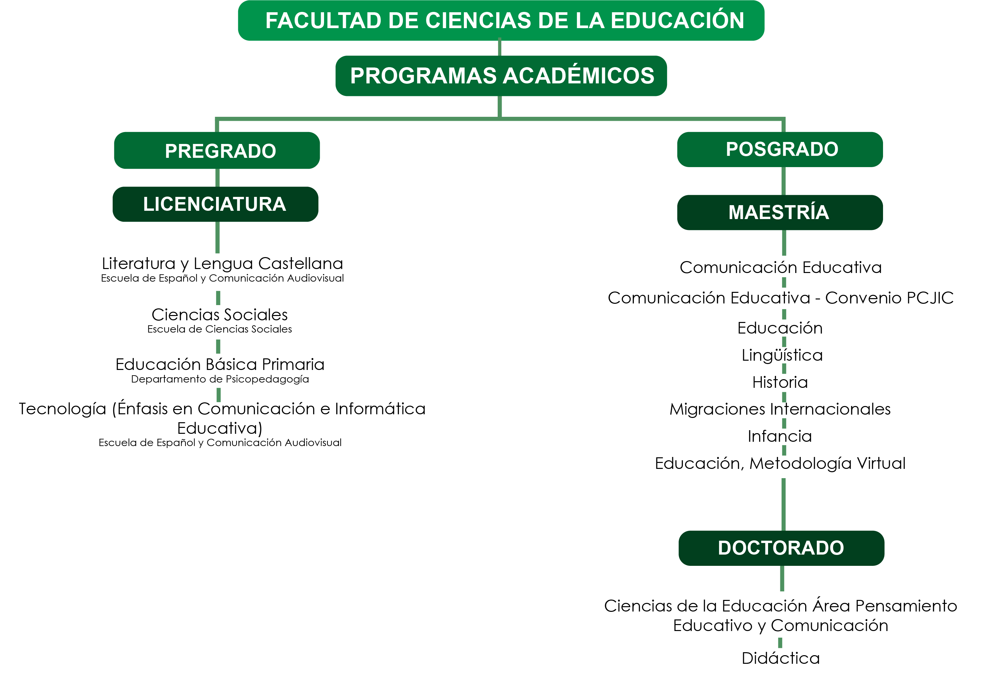 FACULTAD DE CIENCIAS DE LA EDUCACIÓN
PROGRAMAS ACADÉMICOS
PREGRADO
LICENCIATURA
Literatura y Lengua Castellana
Escuela de Español y Comunicación Audiovisual
Ciencias Sociales
Escuela de Ciencias Sociales
Educación Básica Primaria
Departamento de Psicopedagogía
Tecnología (Énfasis en Comunicación e Informática
Educativa)
Escuela de Español y Comunicación Audiovisual
POSGRADO
MAESTRÍA
Comunicación Educativa
Comunicación Educativa - Convenio PCJIC
Educación
Lingüística
Historia
Migraciones Internacionales
Infancia
Educación, Metodología Virtual
DOCTORADO
Ciencias de la Educación Área Pensamiento
Educativo y Comunicación
Didáctica